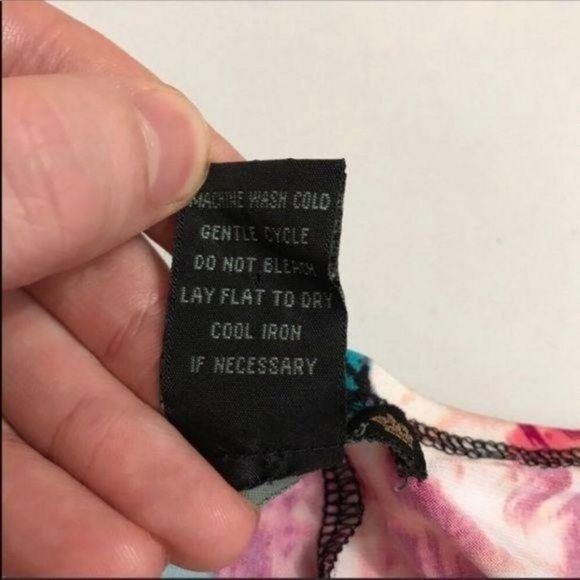 MACHINE WASH COLD
GENTLE CYCLE
DO NOT BLEACH
LAY FLAT TO DRY
COOL IRON
IF NECESSARY